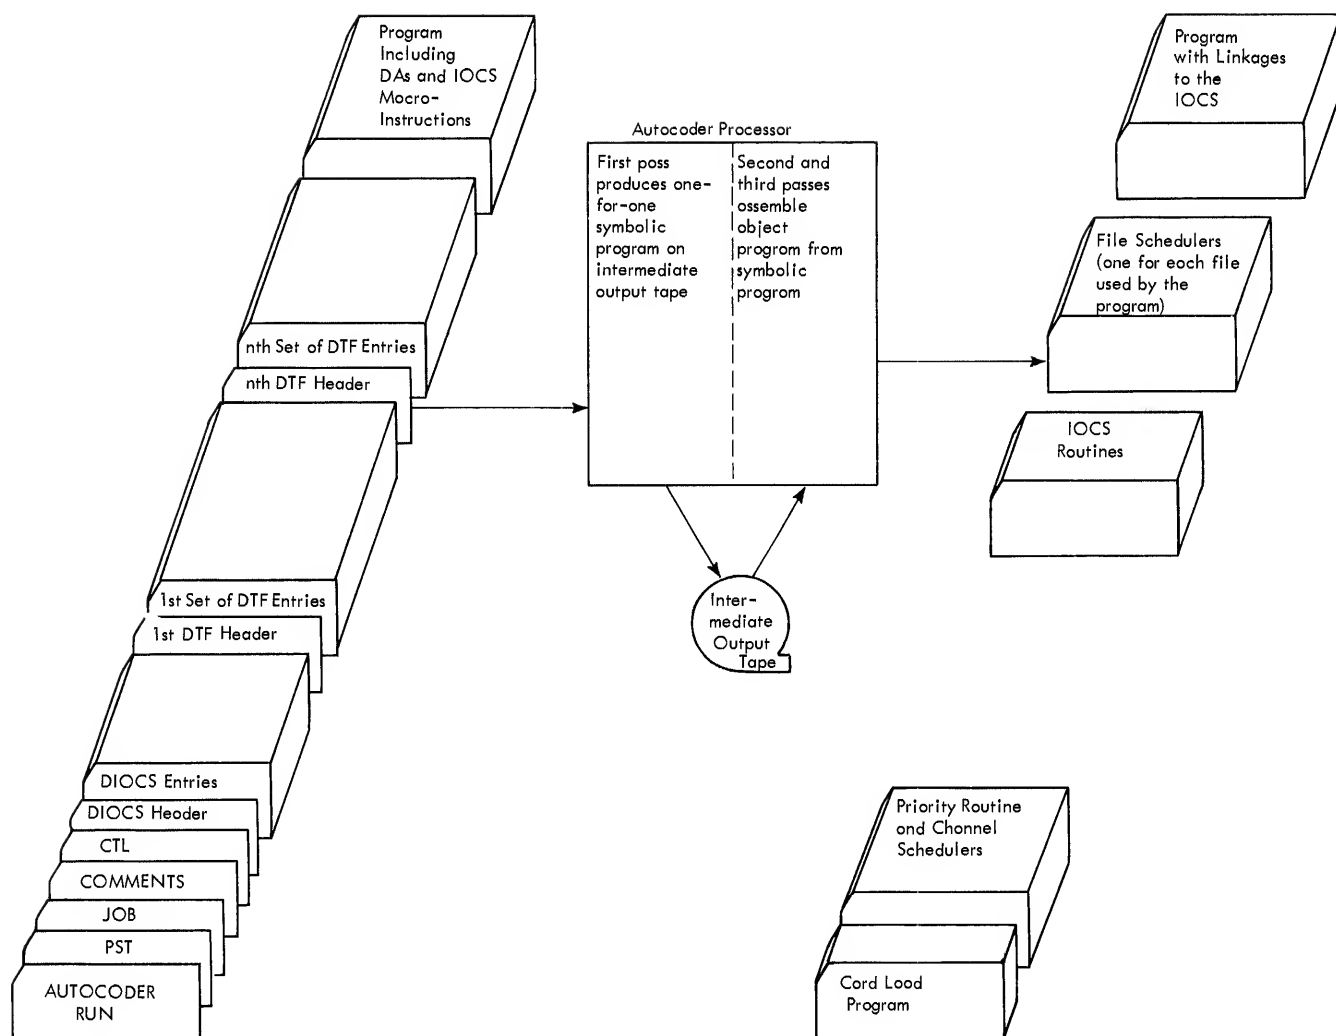 Program
Including
DAs and IOCS
Mocro-
Instructions
nth Set of DTF Entries
nth DTF Header
1st Set of DTF Entries
1st DTF Header
DIOCS Entries
DIOCS Heoder
CTL
COMMENTS
JOB
PST
AUTOCODER
RUN
Autocoder Processor
First poss
produces one-
for-one
symbolic
program on
intermediate
output tape
Second and
third passes
ossemble
object
progrom from
symbolic
progrom
Inter-
mediate
Output
Tape
Program
with Linkages
to the
IOCS
File Schedulers
(one for each file
used by the
program)
IOCS
Routines
Priority Routine
and Channel
Schedulers
Cord Lood
Program